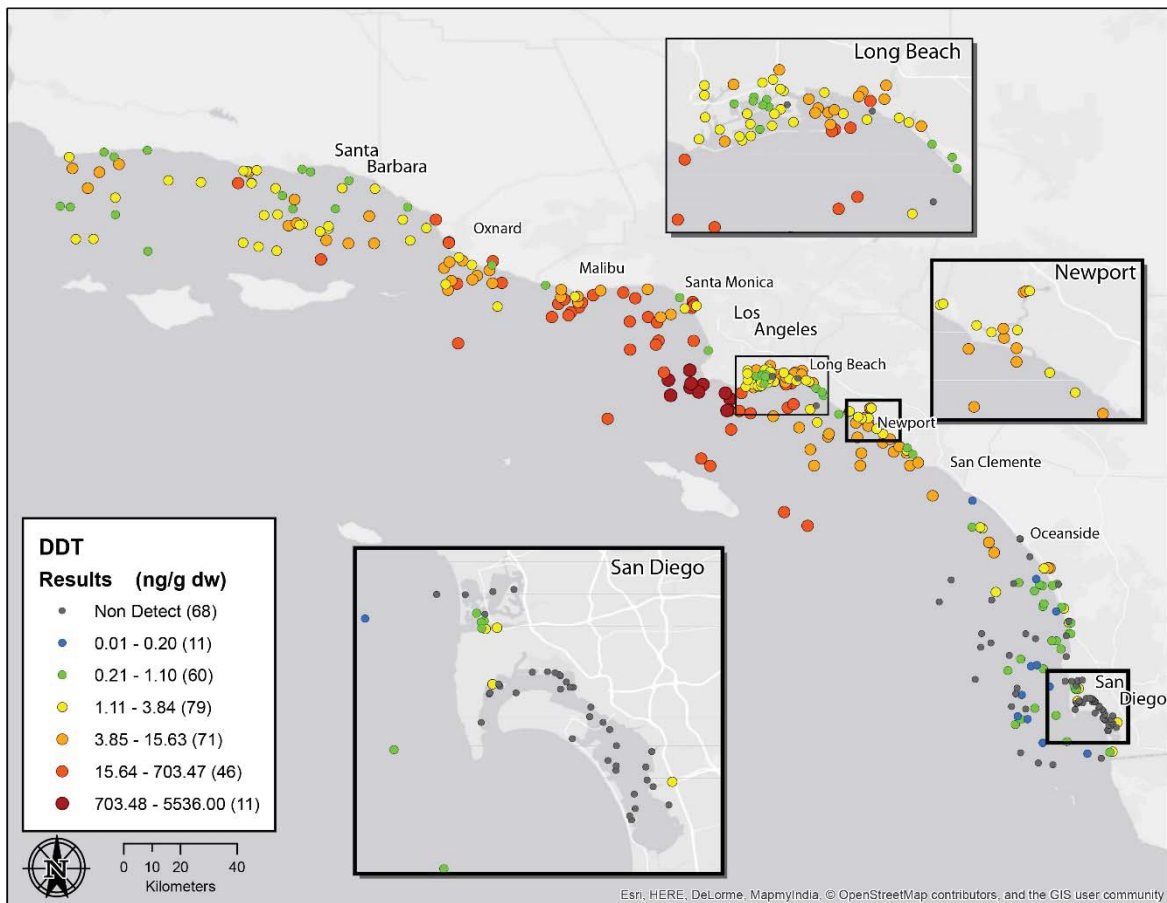 Long Beach
Santa
Barbara
Oxnard
Malibu
Santa Monica
Los
Angeles
Long Beach
Newport
Newport
San Clemente
Oceanside
San
Diego
San Diego
DDT
Results (ng/g dw)
Non Detect (68)
0.01 - 0.20 (11)
0.21 - 1.10 (60)
1.11 - 3.84 (79)
3.85 - 15.63 (71)
15.64 - 703.47 (46)
703.48 - 5536.00 (11)
N
0 10 20 40
Kilometers
Esri, HERE, DeLorme, MapmyIndia, © OpenStreetMap contributors, and the GIS user community